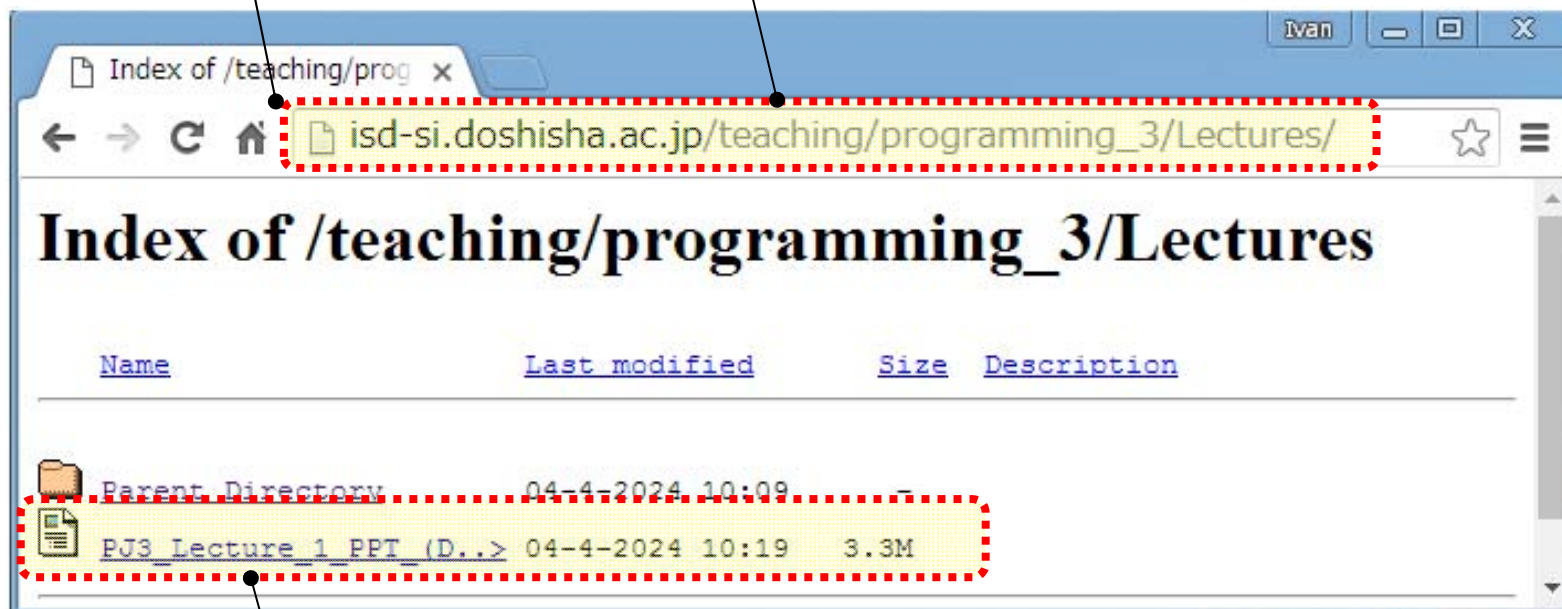 Ivan
Index of /teaching/prog
isd-si.doshisha.ac.jp/teaching/programming_3/Lectures/
Index of /teaching/programming_3/Lectures
Name Last modified Size Description
Parent Directory 04-4-2024 10:09 -
PJ3_Lecture_1_PPT_(D..> 04-4-2024 10:19 3.3M